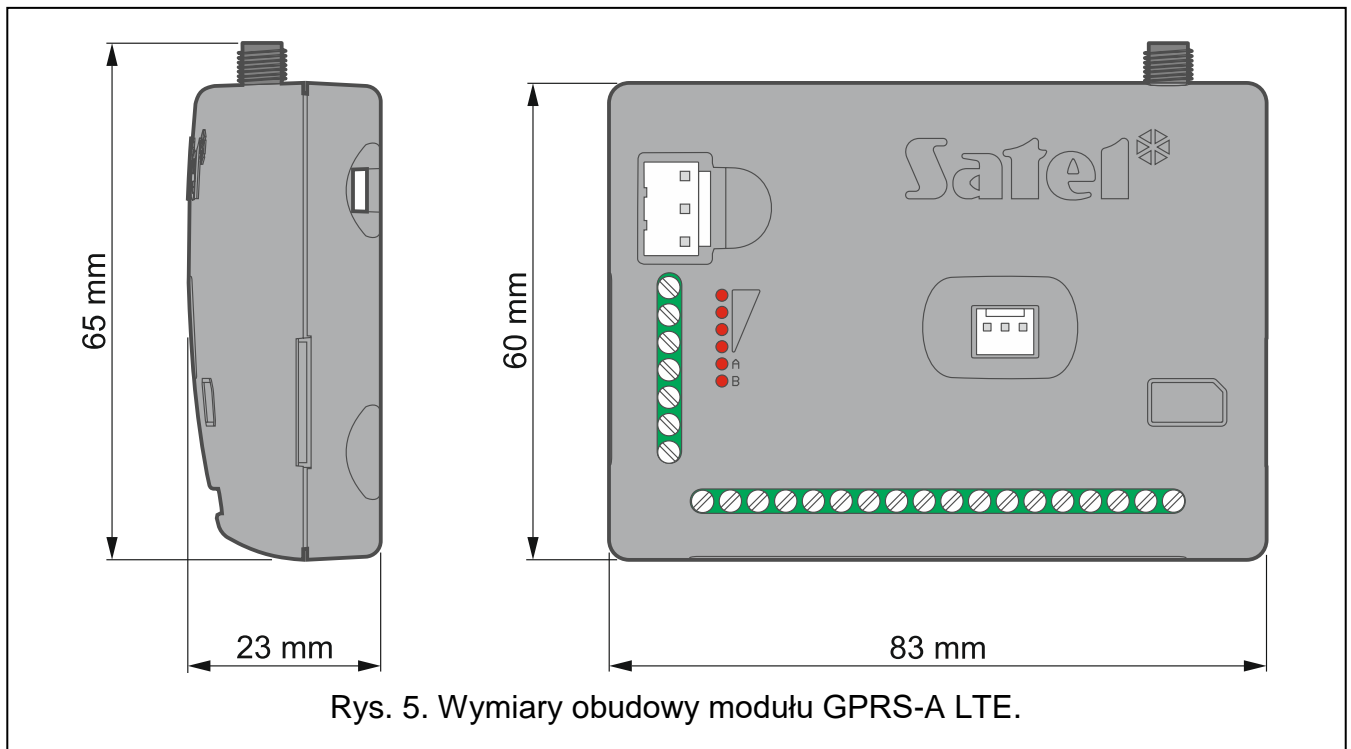 65 mm
23 mm
60 mm
Satel
A
B
83 mm
Rys. 5. Wymiary obudowy modułu GPRS-A LTE.